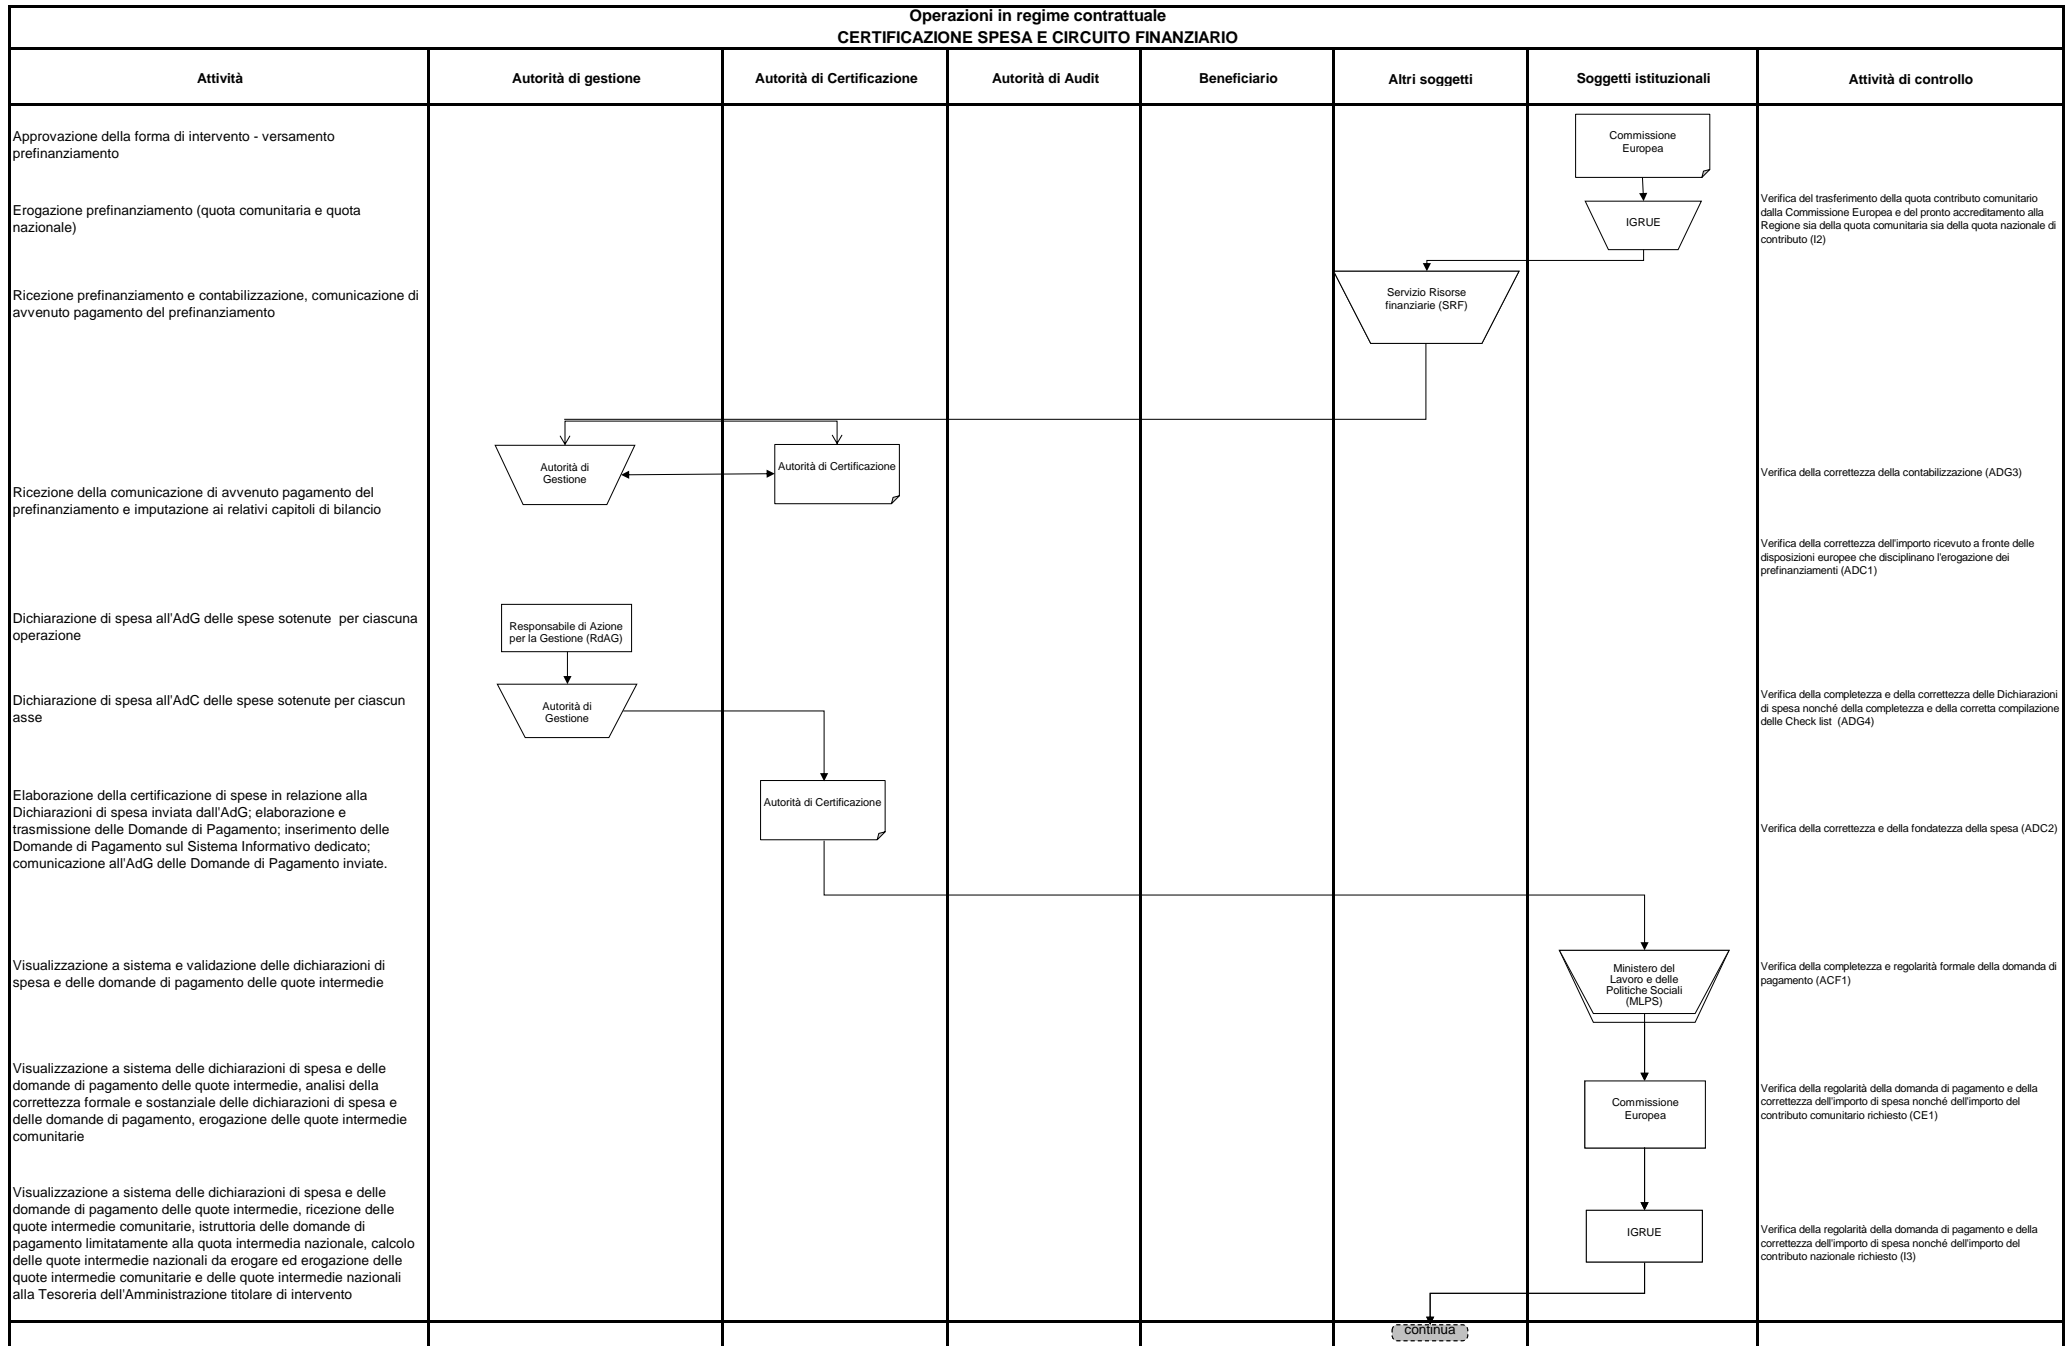 Operazioni in regime contrattuale
CERTIFICAZIONE SPESA E CIRCUITO FINANZIARIO
Attività
Autorità di gestione
Autorità di Certificazione
Autorità di Audit
Beneficiario
Altri soggetti
Soggetti istituzionali
Attività di controllo
Approvazione della forma di intervento - versamento
prefinanziamento
Commissione
Europea
Erogazione prefinanziamento (quota comunitaria e quota
nazionale)
IGRUE
Verifica del trasferimento della quota contributo comunitario
dalla Commissione Europea e del pronto accreditamento alla
Regione sia della quota comunitaria sia della quota nazionale di
contributo (I2)
Ricezione prefinanziamento e contabilizzazione, comunicazione di
avvenuto pagamento del prefinanziamento
Servizio Risorse
finanziarie (SRF)
Ricezione della comunicazione di avvenuto pagamento del
prefinanziamento e imputazione ai relativi capitoli di bilancio
Autorità di
Gestione
Autorità di Certificazione
Verifica della correttezza della contabilizzazione (ADG3)
Verifica della correttezza dell'importo ricevuto a fronte delle
disposizioni europee che disciplinano l'erogazione dei
prefinanziamenti (ADC1)
Dichiarazione di spesa all'AdG delle spese sotenute  per ciascuna
operazione
Responsabile di Azione
per la Gestione (RdAG)
Dichiarazione di spesa all'AdC delle spese sotenute per ciascun
asse
Autorità di
Gestione
Verifica della completezza e della correttezza delle Dichiarazioni
di spesa nonché della completezza e della corretta compilazione
delle Check list  (ADG4)
Elaborazione della certificazione di spese in relazione alla
Dichiarazioni di spesa inviata dall'AdG; elaborazione e
trasmissione delle Domande di Pagamento; inserimento delle
Domande di Pagamento sul Sistema Informativo dedicato;
comunicazione all'AdG delle Domande di Pagamento inviate.
Autorità di Certificazione
Verifica della correttezza e della fondatezza della spesa (ADC2)
Visualizzazione a sistema e validazione delle dichiarazioni di
spesa e delle domande di pagamento delle quote intermedie
Ministero del
Lavoro e delle
Politiche Sociali
(MLPS)
Verifica della completezza e regolarità formale della domanda di
pagamento (ACF1)
Visualizzazione a sistema delle dichiarazioni di spesa e delle
domande di pagamento delle quote intermedie, analisi della
correttezza formale e sostanziale delle dichiarazioni di spesa e
delle domande di pagamento, erogazione delle quote intermedie
comunitarie
Commissione
Europea
Verifica della regolarità della domanda di pagamento e della
correttezza dell'importo di spesa nonché dell'importo del
contributo comunitario richiesto (CE1)
Visualizzazione a sistema delle dichiarazioni di spesa e delle
domande di pagamento delle quote intermedie, ricezione delle
quote intermedie comunitarie, istruttoria delle domande di
pagamento limitatamente alla quota intermedia nazionale, calcolo
delle quote intermedie nazionali da erogare ed erogazione delle
quote intermedie comunitarie e delle quote intermedie nazionali
alla Tesoreria dell'Amministrazione titolare di intervento
IGRUE
Verifica della regolarità della domanda di pagamento e della
correttezza dell'importo di spesa nonché dell'importo del
contributo nazionale richiesto (I3)
continua